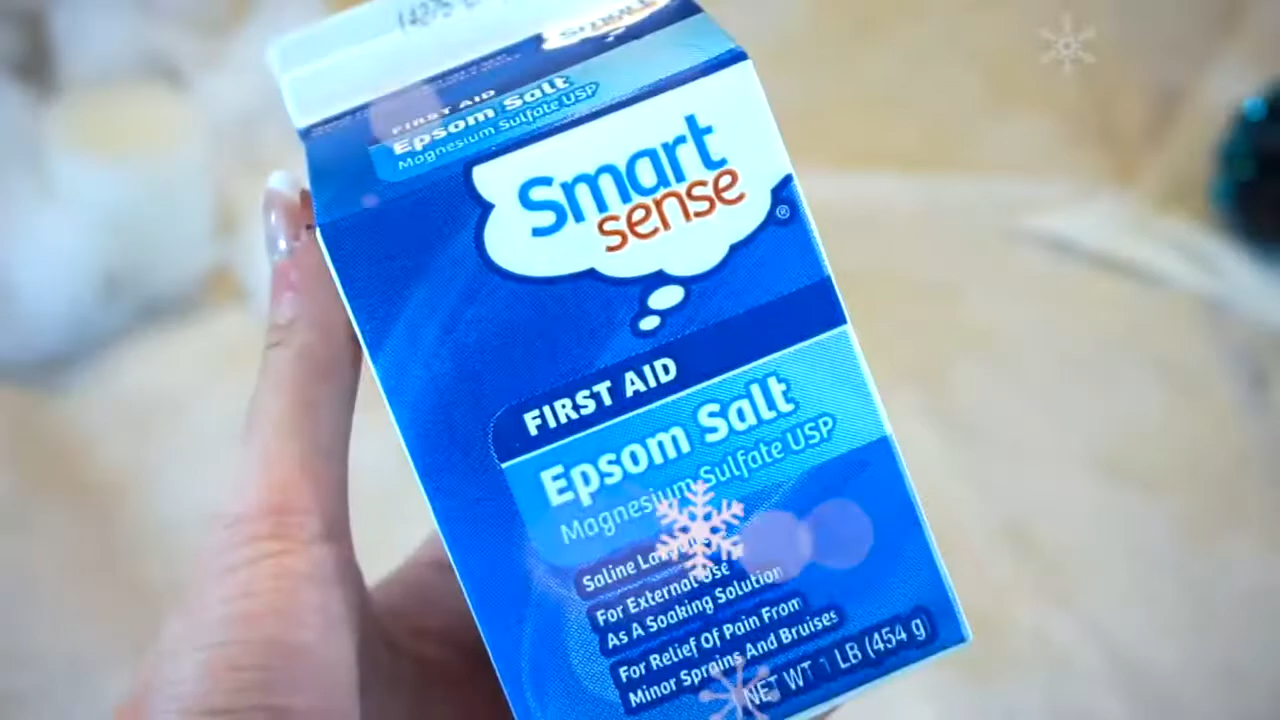 FIRST AID
Epsom Salt
Magnesium Sulfate USP
Smart
sense
®
FIRST AID
Epsom Salt
Magnesium Sulfate USP
Saline
For External Use
As A Soaking Solution
For Relief Of Pain From
Minor Sprains And Bruises
NET WT 1 LB (454 g)